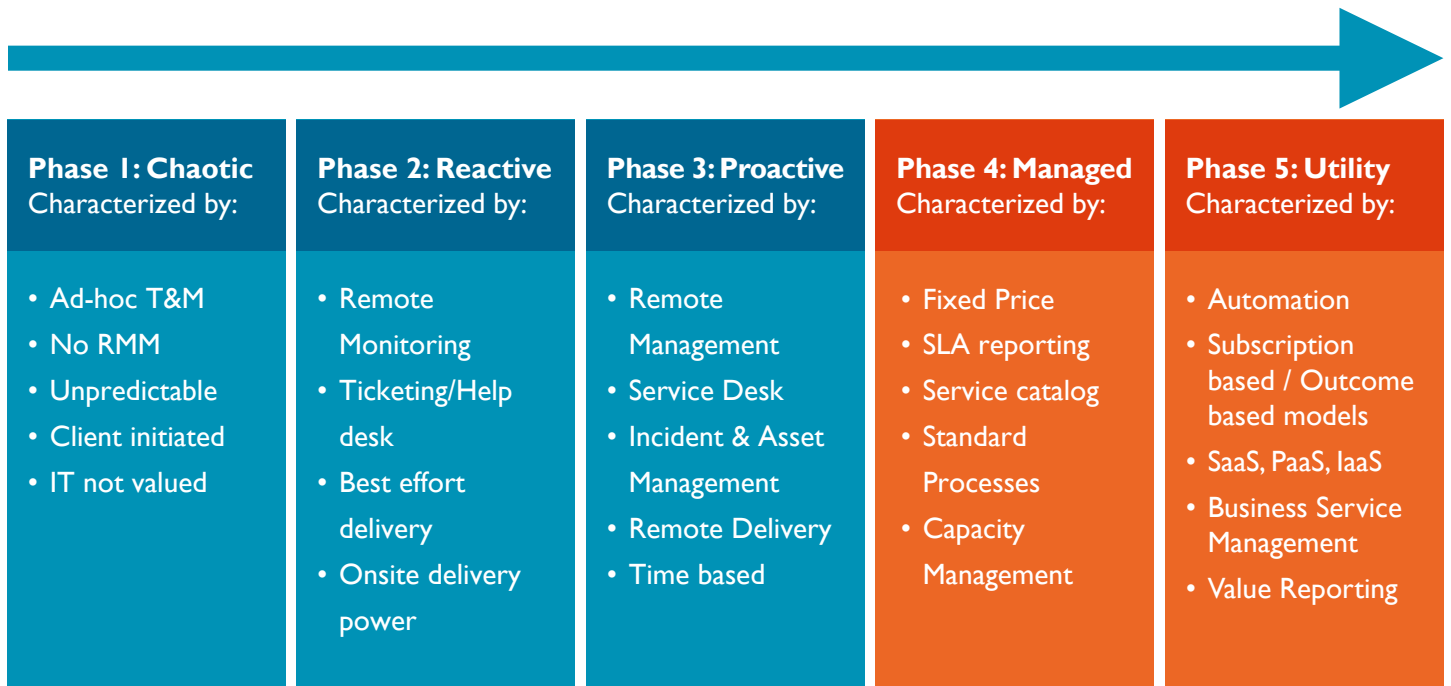 Phase 1: Chaotic
Characterized by:
• Ad-hoc T&M
• No RMM
• Unpredictable
• Client initiated
• IT not valued
Phase 2: Reactive
Characterized by:
• Remote
Monitoring
• Ticketing/Help
desk
• Best effort
delivery
• Onsite delivery
power
Phase 3: Proactive
Characterized by:
• Remote
Management
• Service Desk
• Incident & Asset
Management
• Remote Delivery
• Time based
Phase 4: Managed
Characterized by:
• Fixed Price
• SLA reporting
• Service catalog
• Standard
Processes
• Capacity
Management
Phase 5: Utility
Characterized by:
• Automation
• Subscription
based / Outcome
based models
• SaaS, PaaS, IaaS
• Business Service
Management
• Value Reporting